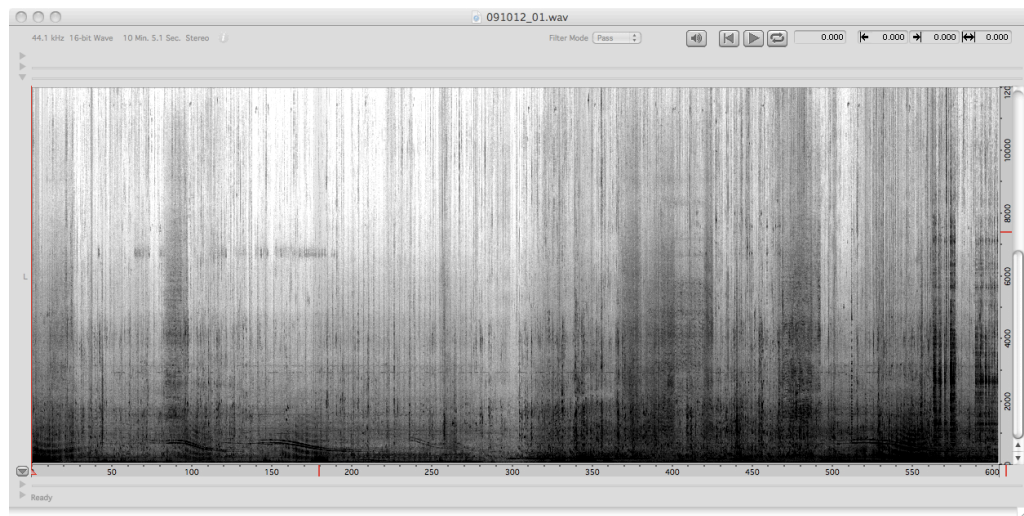 091012_01.wav
44.1 kHz 16-bit Wave 10 Min. 5.1 Sec. Stereo
Filter Mode Pass
0.000 0.000 0.000 0.000
L
120
10000
8000
6000
4000
2000
0
50 100 150 200 250 300 350 400 450 500 550 600
Ready